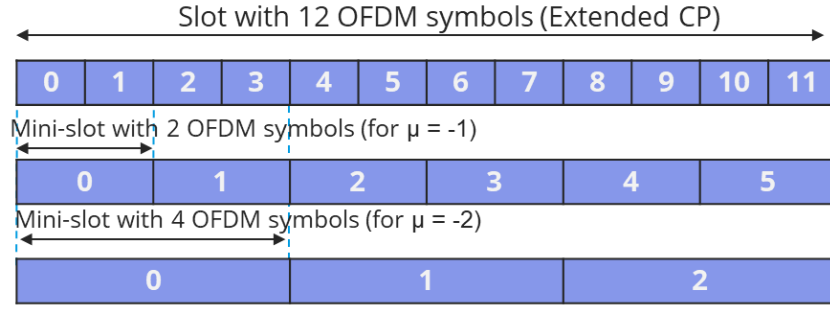 Slot with 12 OFDM symbols (Extended CP)
0 1 2 3 4 5 6 7 8 9 10 11
Mini-slot with 2 OFDM symbols (for μ = -1)
0 1 2 3 4 5
Mini-slot with 4 OFDM symbols (for μ = -2)
0 1 2